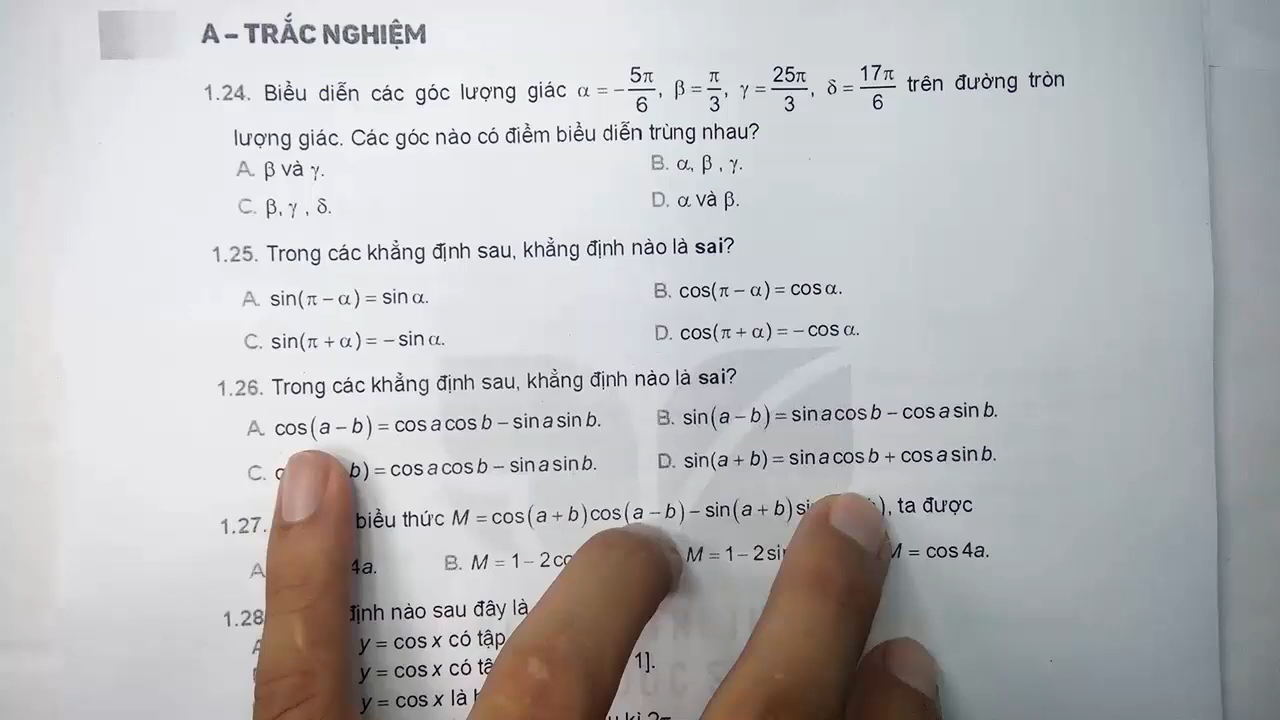 A – TRẮC NGHIỆM
1.24. Biểu diễn các góc lượng giác α = −5π/6, β = π/3, γ = 25π/3, δ = 17π/6 trên đường tròn
lượng giác. Các góc nào có điểm biểu diễn trùng nhau?
A. β và γ. B. α, β , γ.
C. β, γ , δ. D. α và β.
1.25. Trong các khẳng định sau, khẳng định nào là sai?
A. sin(π − α) = sin α. B. cos(π − α) = cos α.
C. sin(π + α) = − sin α. D. cos(π + α) = − cos α.
1.26. Trong các khẳng định sau, khẳng định nào là sai?
A. cos(a − b) = cos a cos b − sin a sin b. B. sin(a − b) = sin a cos b − cos a sin b.
C. b) = cos a cos b − sin a sin b. D. sin(a + b) = sin a cos b + cos a sin b.
1.27. biểu thức M = cos(a + b)cos(a − b) − sin(a + b) ), ta được
A 4a. B. M = 1 − 2 M = 1 − 2 M = cos 4a.
1.28 định nào sau đây là
y = cos x có tập
y = cos x có 1].
y = cos x là